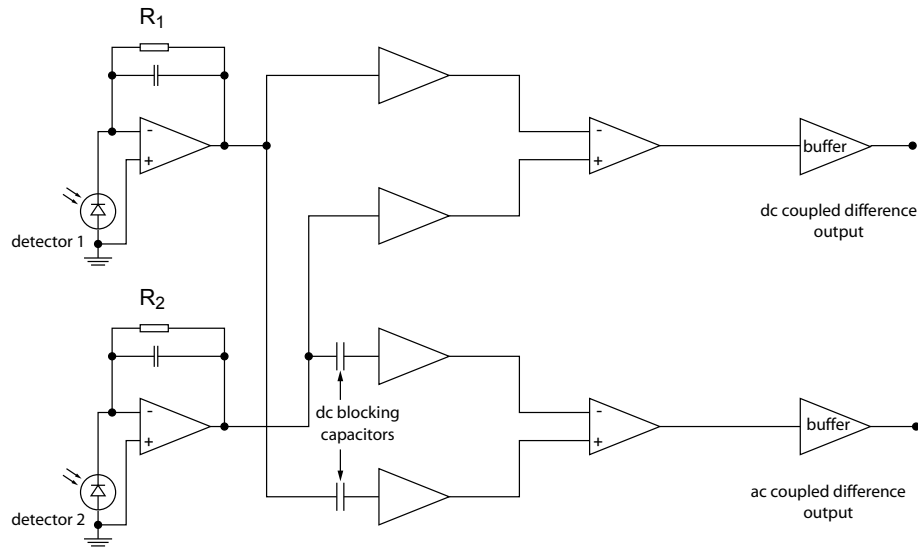 R1
-
+
detector 1
-
+
buffer
dc coupled difference
output
R2
-
+
detector 2
dc blocking
capacitors
-
+
buffer
ac coupled difference
output